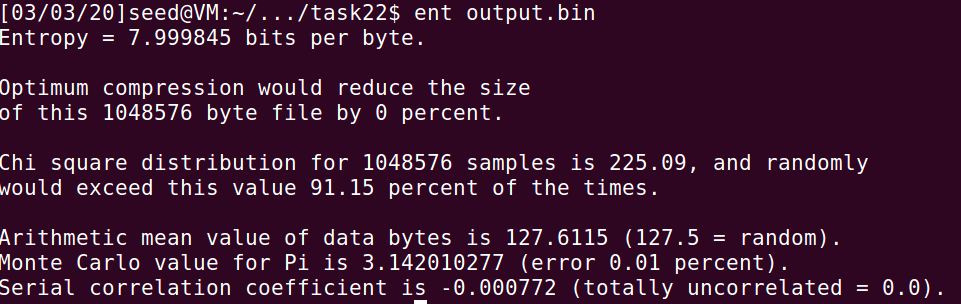 [03/03/20]seed@VM:~/.../task22$ ent output.bin
Entropy = 7.999845 bits per byte.
Optimum compression would reduce the size
of this 1048576 byte file by 0 percent.
Chi square distribution for 1048576 samples is 225.09, and randomly
would exceed this value 91.15 percent of the times.
Arithmetic mean value of data bytes is 127.6115 (127.5 = random).
Monte Carlo value for Pi is 3.142010277 (error 0.01 percent).
Serial correlation coefficient is -0.000772 (totally uncorrelated = 0.0).